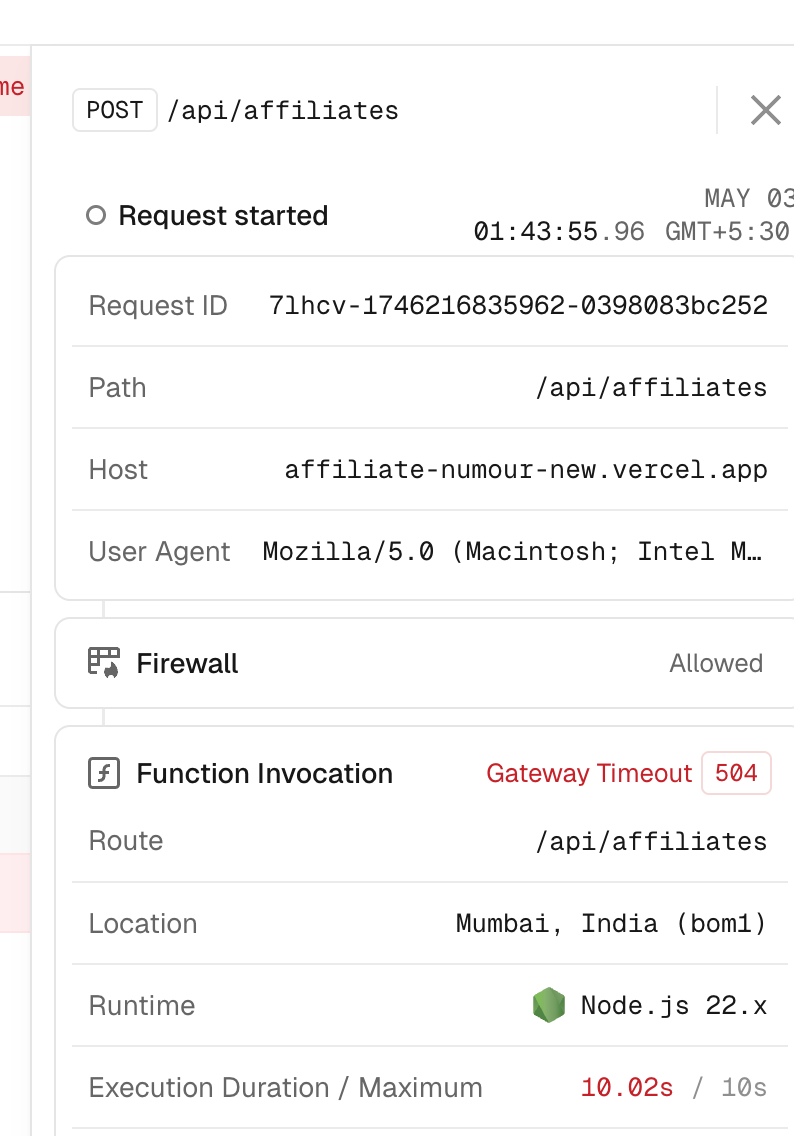 me
POST /api/affiliates
Request started
MAY 03
01:43:55.96 GMT+5:30
Request ID 7lhcv-1746216835962-0398083bc252
Path /api/affiliates
Host affiliate-numour-new.vercel.app
User Agent Mozilla/5.0 (Macintosh; Intel M…
Firewall Allowed
Function Invocation Gateway Timeout 504
Route /api/affiliates
Location Mumbai, India (bom1)
Runtime Node.js 22.x
Execution Duration / Maximum 10.02s / 10s